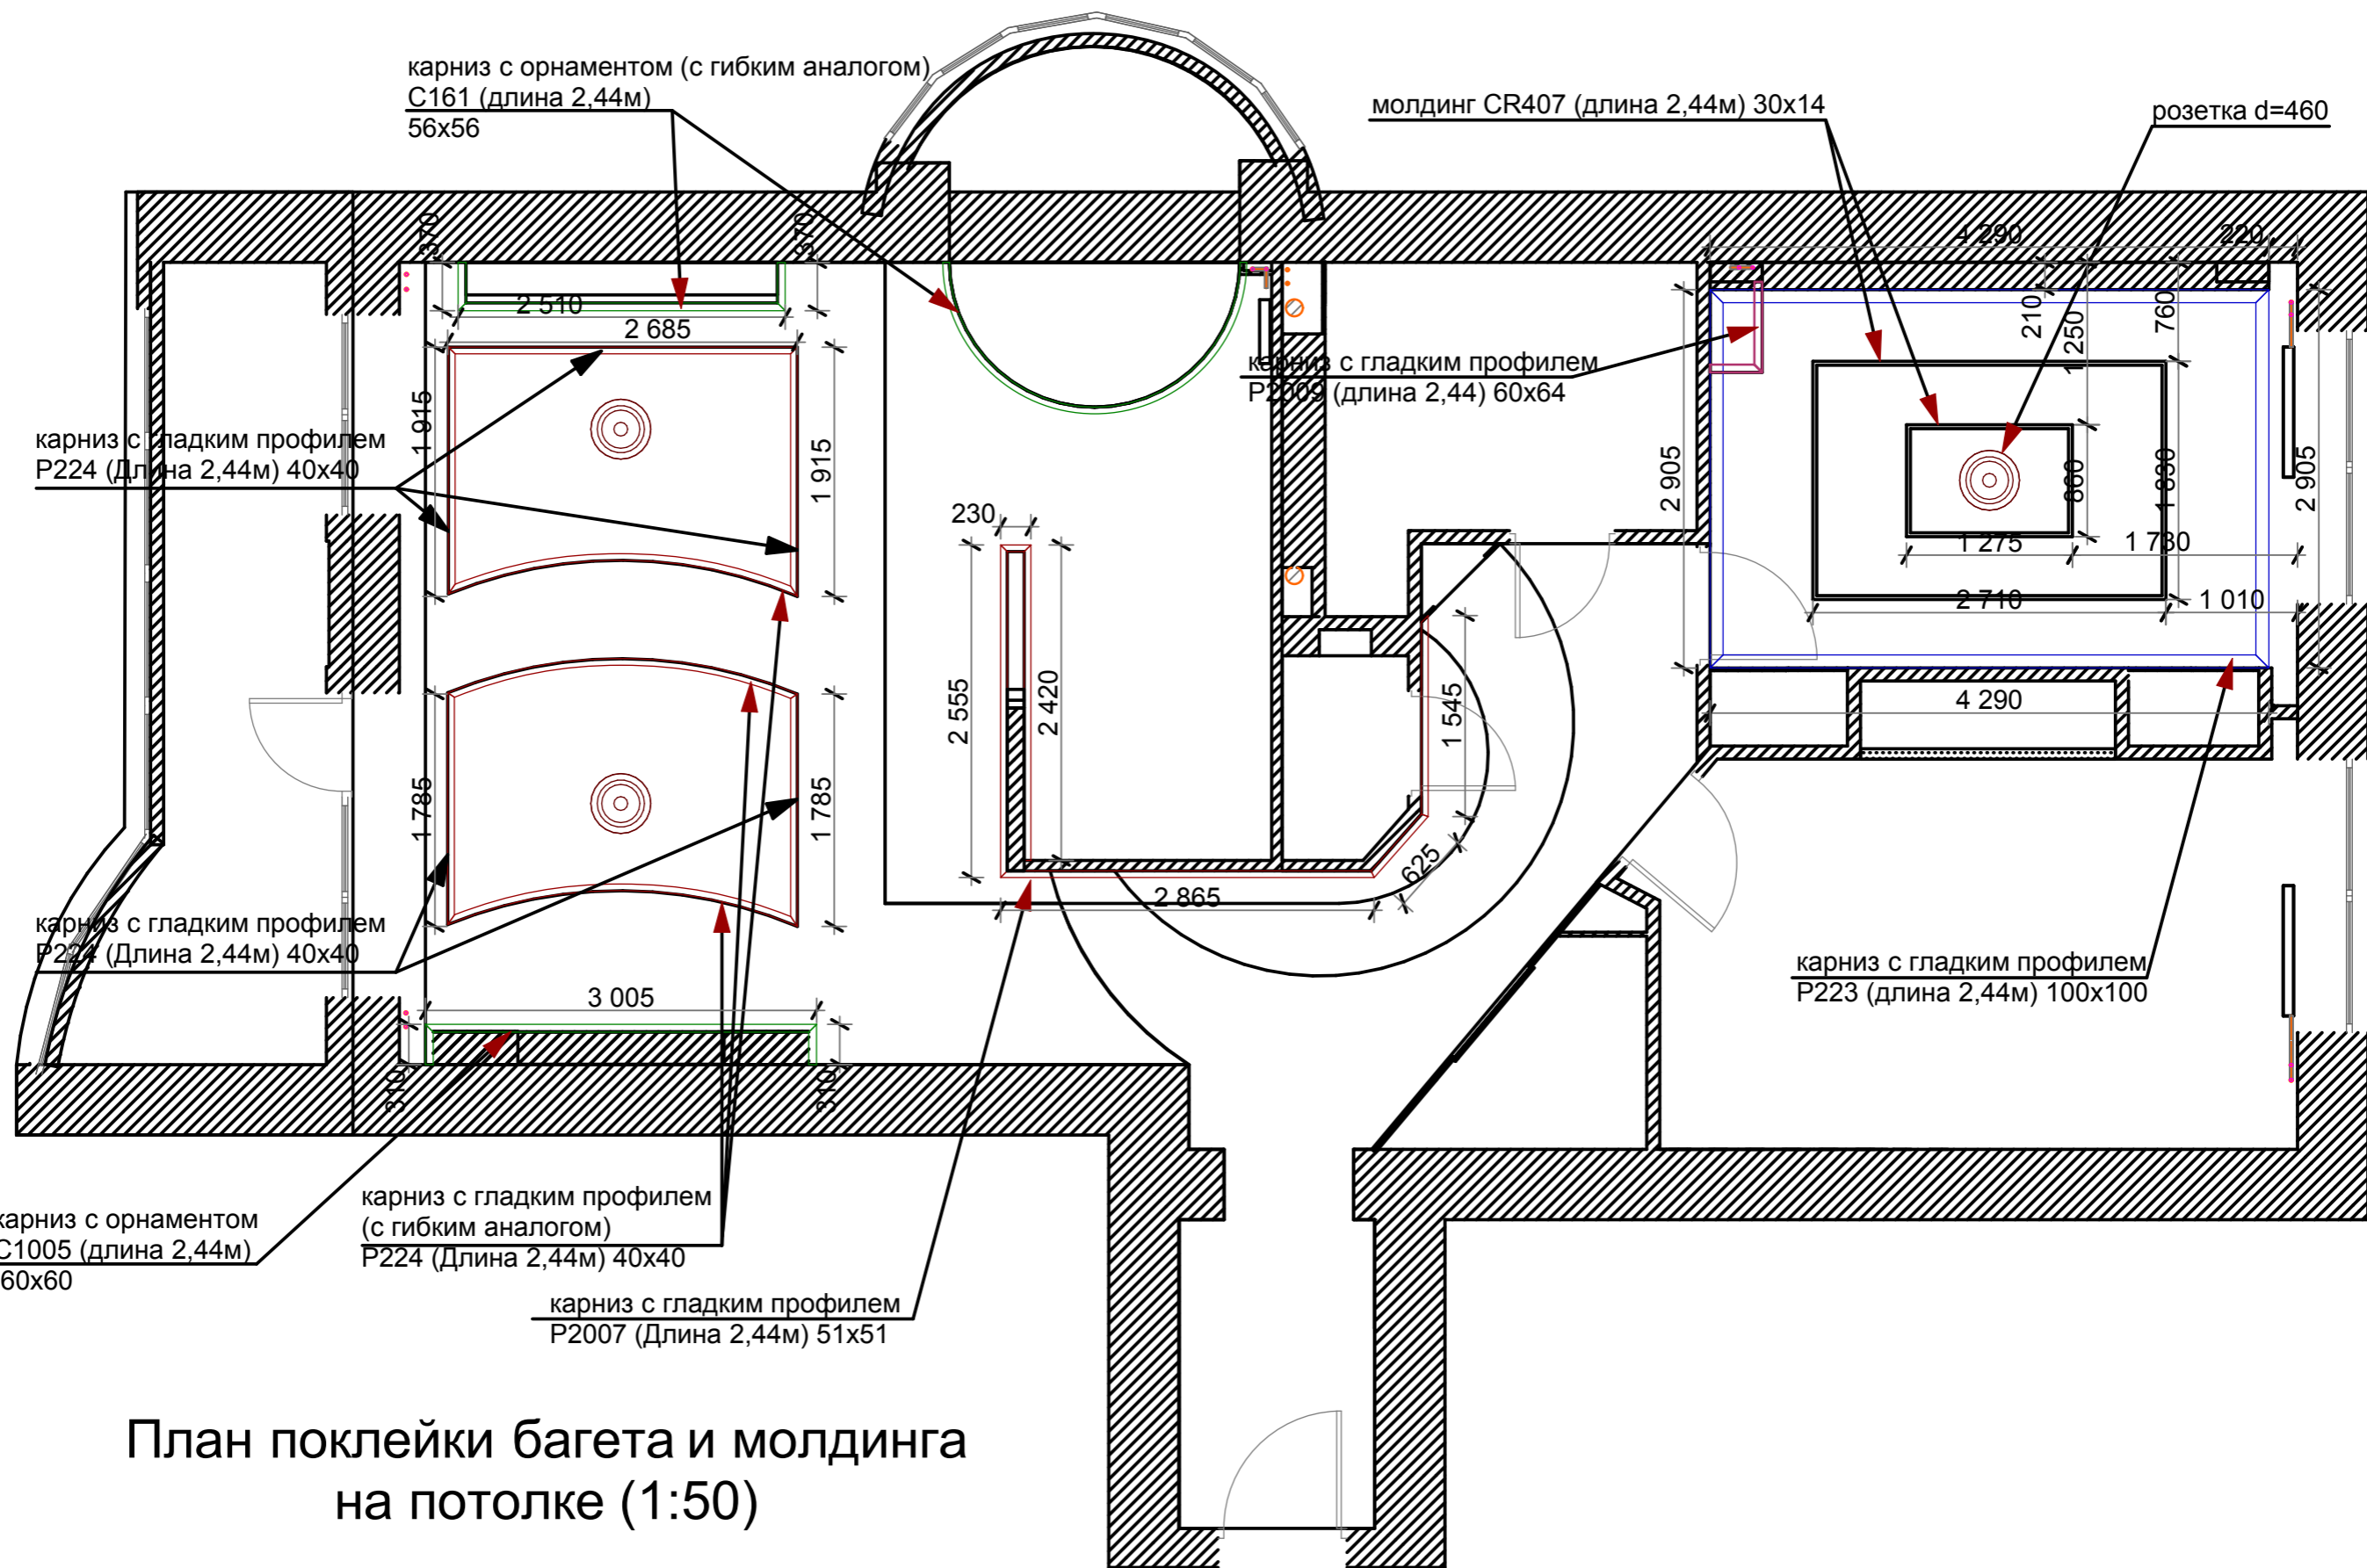 карниз с орнаментом (с гибким аналогом)
С161 (длина 2,44м)
56х56
молдинг CR407 (длина 2,44м) 30х14
розетка d=460
370
370
4 290
220
2 510
2 685
210
1 250
760
карниз с гладким профилем
Р2009 (длина 2,44) 60х64
1 915
1 915
карниз с гладким профилем
Р224 (Длина 2,44м) 40х40
230
2 905
860
1 830
2 905
1 275
1 730
2 710
1 010
2 555
2 420
1 545
4 290
1 785
1 785
625
2 865
карниз с гладким профилем
Р224 (Длина 2,44м) 40х40
3 005
карниз с гладким профилем
Р223 (длина 2,44м) 100х100
310
310
карниз с орнаментом
С1005 (длина 2,44м)
60х60
карниз с гладким профилем
(с гибким аналогом)
Р224 (Длина 2,44м) 40х40
карниз с гладким профилем
Р2007 (Длина 2,44м) 51х51
План поклейки багета и молдинга
на потолке (1:50)